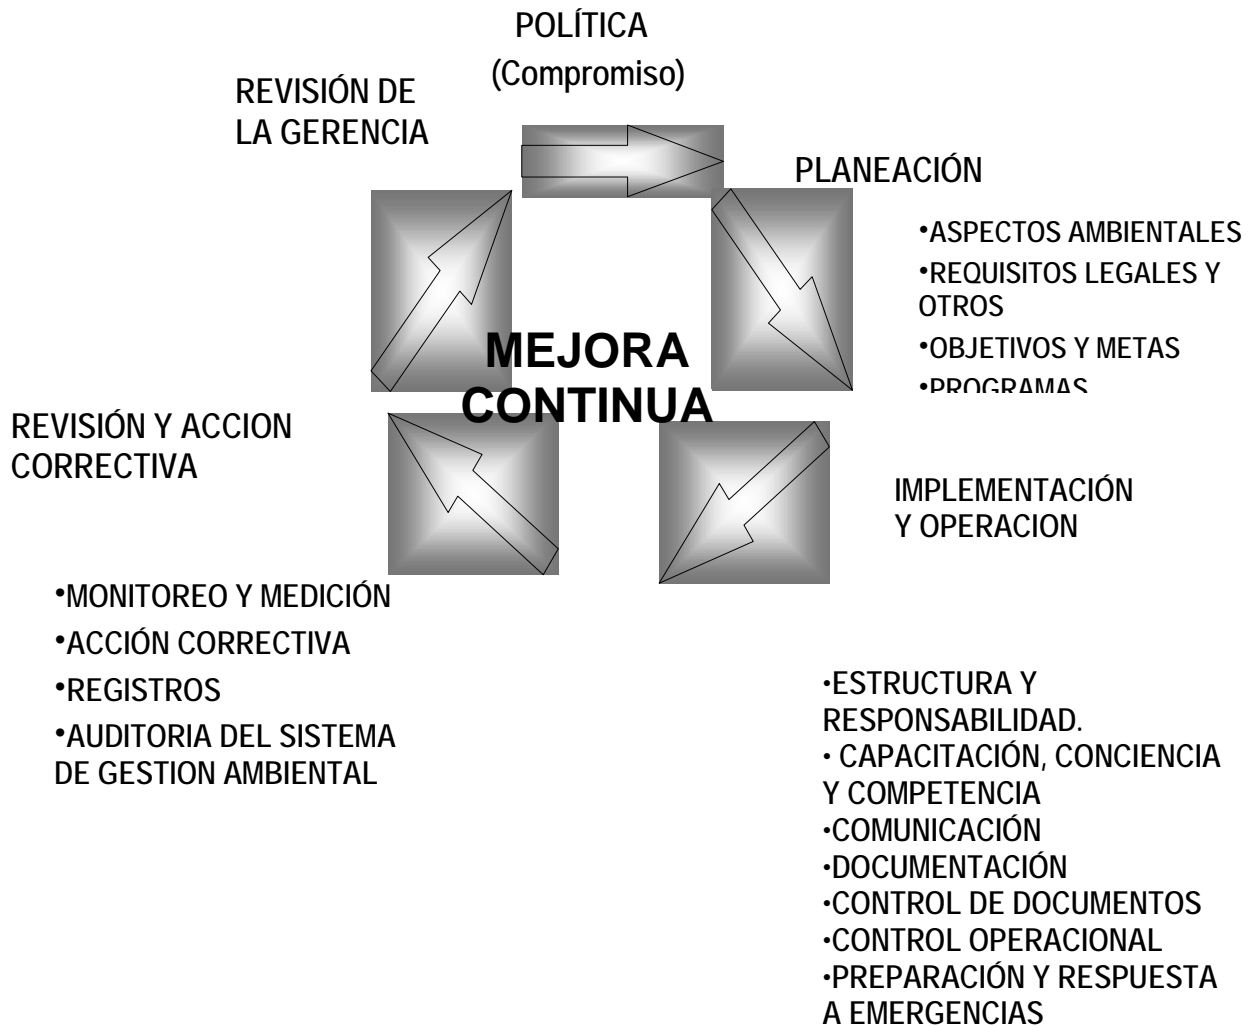 POLÍTICA
(Compromiso)
REVISIÓN DE
LA GERENCIA
PLANEACIÓN
•ASPECTOS AMBIENTALES
•REQUISITOS LEGALES Y
OTROS
•OBJETIVOS Y METAS
•PROGRAMAS
MEJORA
CONTINUA
REVISIÓN Y ACCION
CORRECTIVA
IMPLEMENTACIÓN
Y OPERACION
•MONITOREO Y MEDICIÓN
•ACCIÓN CORRECTIVA
•REGISTROS
•AUDITORIA DEL SISTEMA
DE GESTION AMBIENTAL
•ESTRUCTURA Y
RESPONSABILIDAD.
• CAPACITACIÓN, CONCIENCIA
Y COMPETENCIA
•COMUNICACIÓN
•DOCUMENTACIÓN
•CONTROL DE DOCUMENTOS
•CONTROL OPERACIONAL
•PREPARACIÓN Y RESPUESTA
A EMERGENCIAS